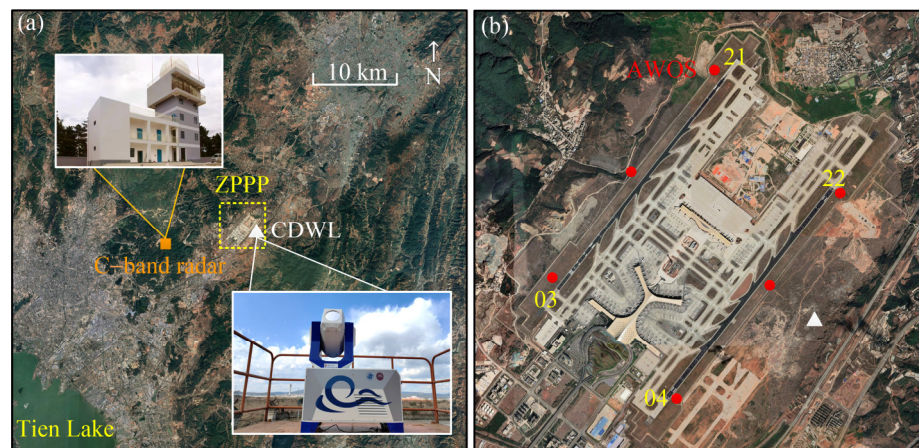 (a)
↑
N
10 km
ZPPP
CDWL
C-band radar
Tien Lake
(b)
21
AWOS
22
03
04